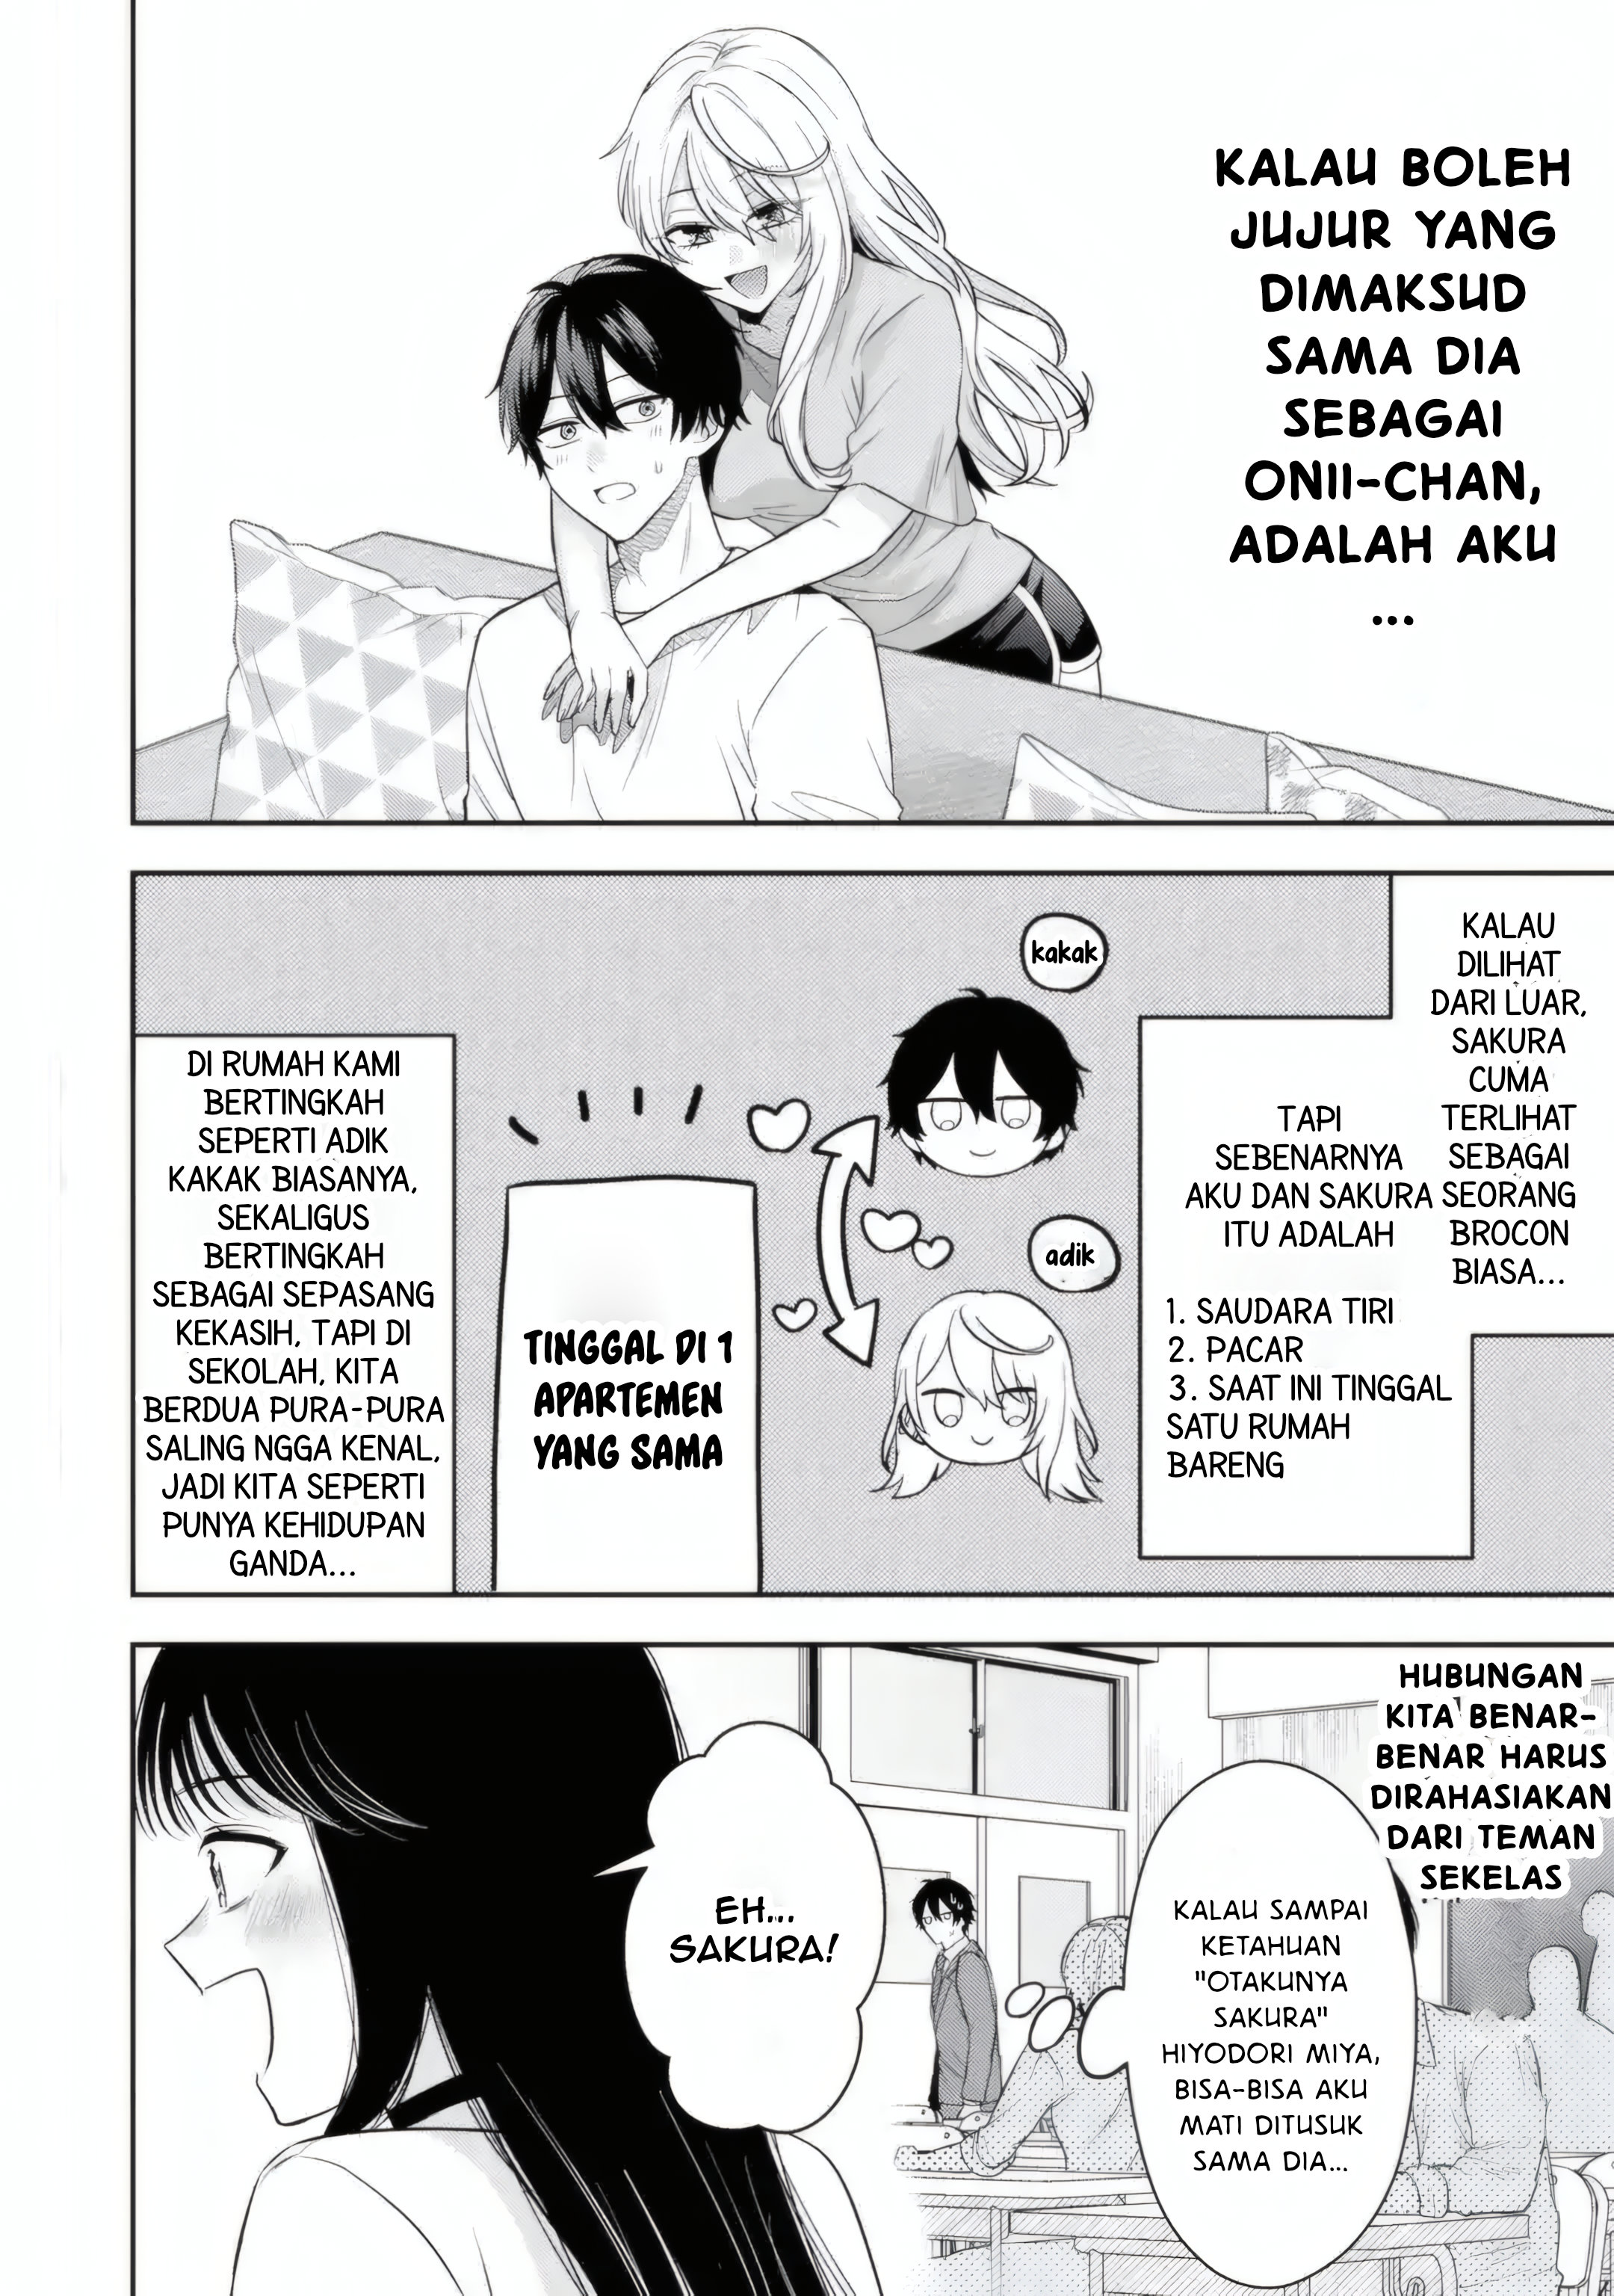 KALAU BOLEH
JUJUR YANG
DIMAKSUD
SAMA DIA
SEBAGAI
ONII-CHAN,
ADALAH AKU
...
KALAU
DILIHAT
DARI LUAR,
SAKURA
CUMA
TERLIHAT
SEBAGAI
SEORANG
BROCON
BIASA...
TAPI
SEBENARNYA
AKU DAN SAKURA
ITU ADALAH
1. SAUDARA TIRI
2. PACAR
3. SAAT INI TINGGAL
SATU RUMAH
BARENG
kakak
adik
TINGGAL DI 1
APARTEMEN
YANG SAMA
DI RUMAH KAMI
BERTINGKAH
SEPERTI ADIK
KAKAK BIASANYA,
SEKALIGUS
BERTINGKAH
SEBAGAI SEPASANG
KEKASIH, TAPI DI
SEKOLAH, KITA
BERDUA PURA-PURA
SALING NGGA KENAL,
JADI KITA SEPERTI
PUNYA KEHIDUPAN
GANDA...
HUBUNGAN
KITA BENAR-
BENAR HARUS
DIRAHASIAKAN
DARI TEMAN
SEKELAS
KALAU SAMPAI
KETAHUAN
"OTAKUNYA
SAKURA"
HIYODORI MIYA,
BISA-BISA AKU
MATI DITUSUK
SAMA DIA...
EH...
SAKURA!